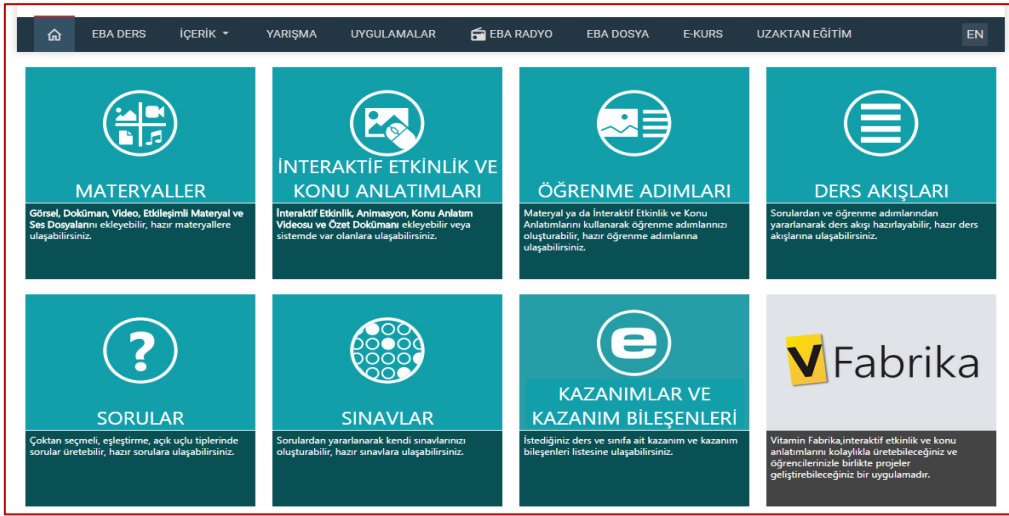 EBA DERS İÇERİK YARIŞMA UYGULAMALAR EBA RADYO EBA DOSYA E-KURS UZAKTAN EĞİTİM EN
MATERYALLER
Görsel, Doküman, Video, Etkileşimli Materyal ve
Ses Dosyalarını ekleyebilir, hazır materyallere
ulaşabilirsiniz.
İNTERAKTİF ETKİNLİK VE
KONU ANLATIMLARI
İnteraktif Etkinlik, Animasyon, Konu Anlatım
Videosu ve Özet Dokümanı ekleyebilir veya
sistemde var olanlara ulaşabilirsiniz.
ÖĞRENME ADIMLARI
Materyal ya da İnteraktif Etkinlik ve Konu
Anlatımlarını kullanarak öğrenme adımlarınızı
oluşturabilir, hazır öğrenme adımlarına
ulaşabilirsiniz.
DERS AKIŞLARI
Sorulardan ve öğrenme adımlarından
yararlanarak ders akışı hazırlayabilir, hazır ders
akışlarına ulaşabilirsiniz.
?
SORULAR
Çoktan seçmeli, eşleştirme, açık uçlu tiplerinde
sorular üretebilir, hazır sorulara ulaşabilirsiniz.
SINAVLAR
Sorulardan yararlanarak kendi sınavlarınızı
oluşturabilir, hazır sınavlara ulaşabilirsiniz.
e
KAZANIMLAR VE
KAZANIM BİLEŞENLERİ
İstediğiniz ders ve sınıfa ait kazanım ve kazanım
bileşenleri listesine ulaşabilirsiniz.
V Fabrika
Vitamin Fabrika,interaktif etkinlik ve konu
anlatımlarını kolaylıkla üretebileceğiniz ve
öğrencilerinizle birlikte projeler
geliştirebileceğiniz bir uygulamadır.